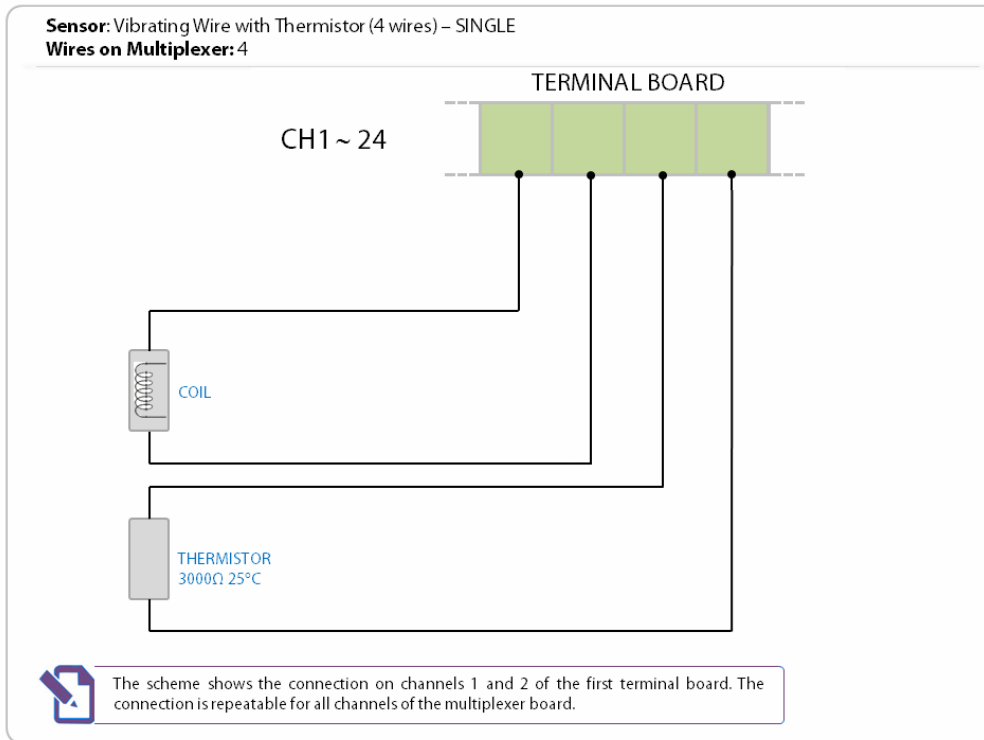 Sensor: Vibrating Wire with Thermistor (4 wires) – SINGLE
Wires on Multiplexer: 4
TERMINAL BOARD
CH1 ~ 24
COIL
THERMISTOR
3000Ω 25°C
The scheme shows the connection on channels 1 and 2 of the first terminal board. The
connection is repeatable for all channels of the multiplexer board.